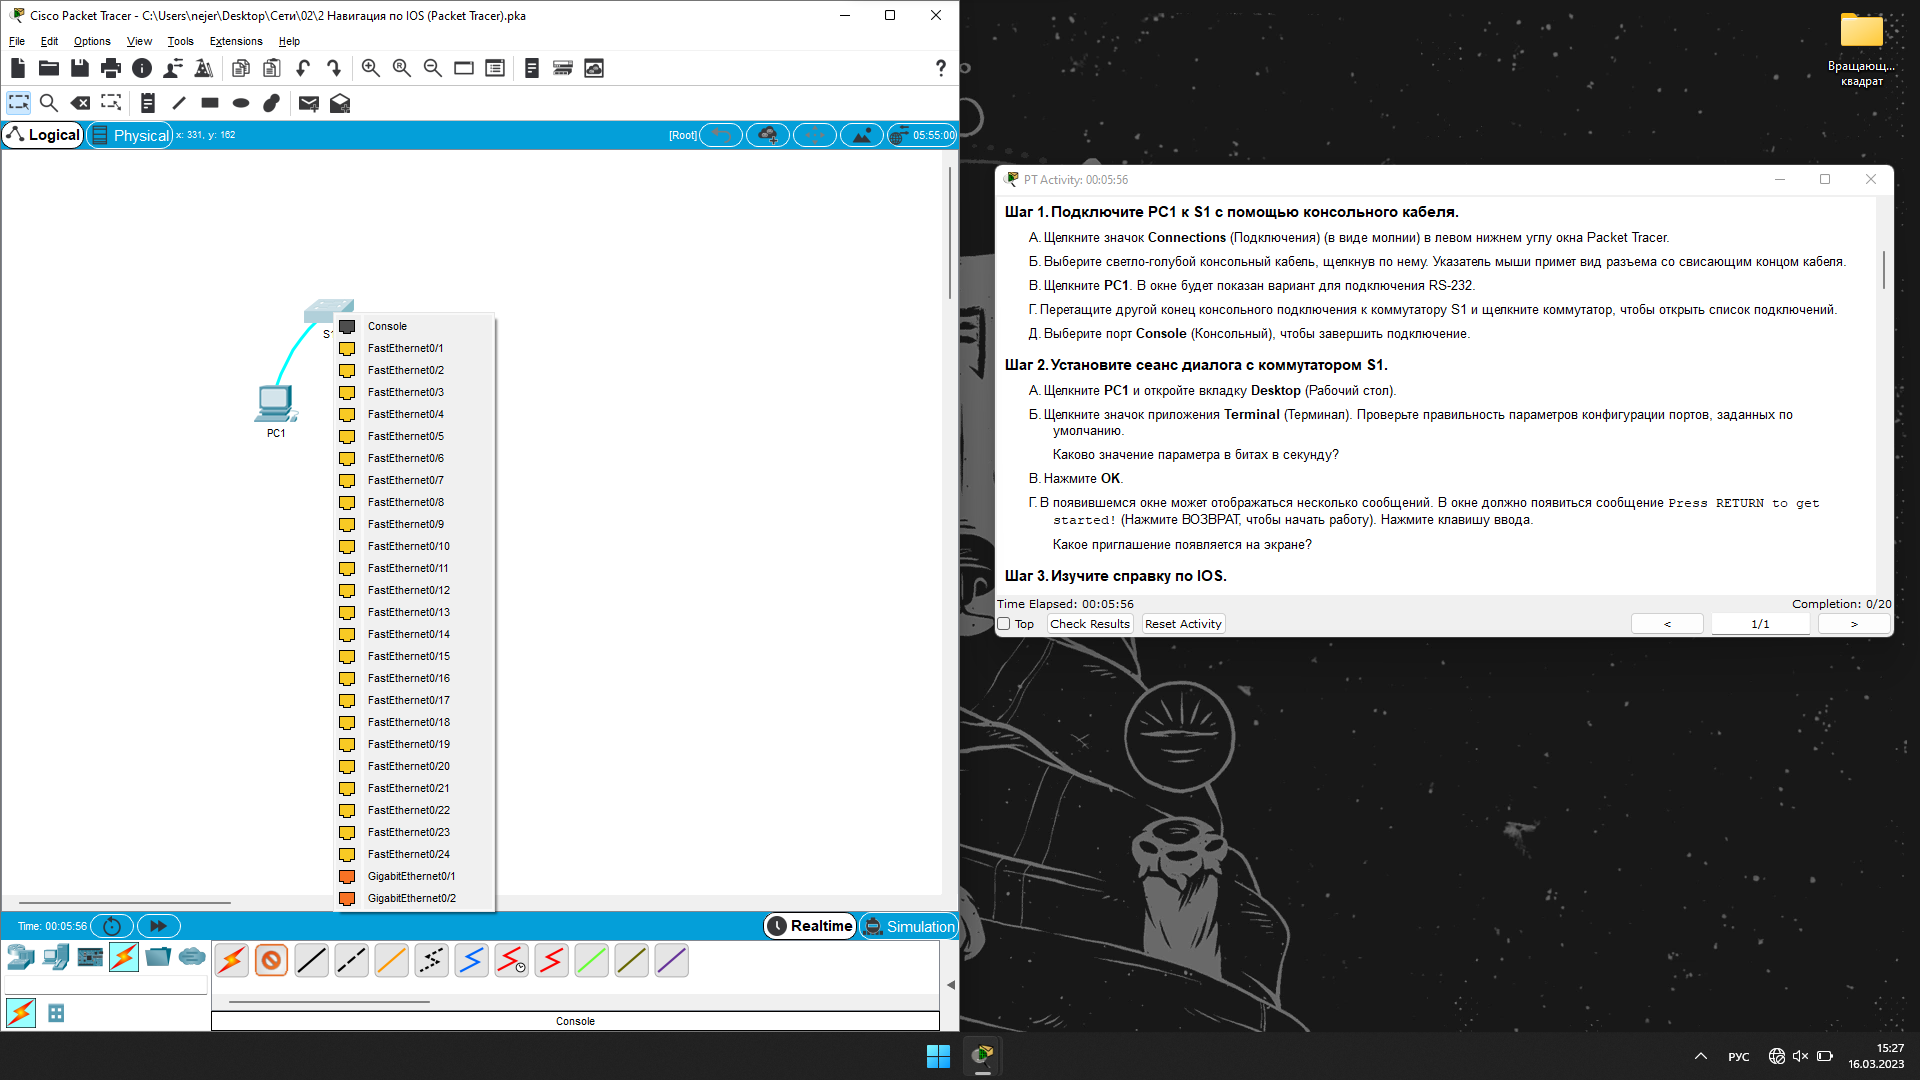 Cisco Packet Tracer - C:\Users\nejer\Desktop\Сети\02\2 Навигация по IOS (Packet Tracer).pka
File Edit Options View Tools Extensions Help
Logical Physical x: 331, y: 162 [Root] 05:55:00
S1
PC1
Console
FastEthernet0/1
FastEthernet0/2
FastEthernet0/3
FastEthernet0/4
FastEthernet0/5
FastEthernet0/6
FastEthernet0/7
FastEthernet0/8
FastEthernet0/9
FastEthernet0/10
FastEthernet0/11
FastEthernet0/12
FastEthernet0/13
FastEthernet0/14
FastEthernet0/15
FastEthernet0/16
FastEthernet0/17
FastEthernet0/18
FastEthernet0/19
FastEthernet0/20
FastEthernet0/21
FastEthernet0/22
FastEthernet0/23
FastEthernet0/24
GigabitEthernet0/1
GigabitEthernet0/2
Time: 00:05:56 Realtime Simulation
Console
Вращающ...
квадрат
PT Activity: 00:05:56
Шаг 1. Подключите PC1 к S1 с помощью консольного кабеля.
А. Щелкните значок Connections (Подключения) (в виде молнии) в левом нижнем углу окна Packet Tracer.
Б. Выберите светло-голубой консольный кабель, щелкнув по нему. Указатель мыши примет вид разъема со свисающим концом кабеля.
В. Щелкните PC1. В окне будет показан вариант для подключения RS-232.
Г. Перетащите другой конец консольного подключения к коммутатору S1 и щелкните коммутатор, чтобы открыть список подключений.
Д. Выберите порт Console (Консольный), чтобы завершить подключение.
Шаг 2. Установите сеанс диалога с коммутатором S1.
А. Щелкните PC1 и откройте вкладку Desktop (Рабочий стол).
Б. Щелкните значок приложения Terminal (Терминал). Проверьте правильность параметров конфигурации портов, заданных по
умолчанию.
Каково значение параметра в битах в секунду?
В. Нажмите OK.
Г. В появившемся окне может отображаться несколько сообщений. В окне должно появиться сообщение Press RETURN to get
started! (Нажмите ВОЗВРАТ, чтобы начать работу). Нажмите клавишу ввода.
Какое приглашение появляется на экране?
Шаг 3. Изучите справку по IOS.
Time Elapsed: 00:05:56 Completion: 0/20
Top Check Results Reset Activity < 1/1 >
РУС
15:27
16.03.2023